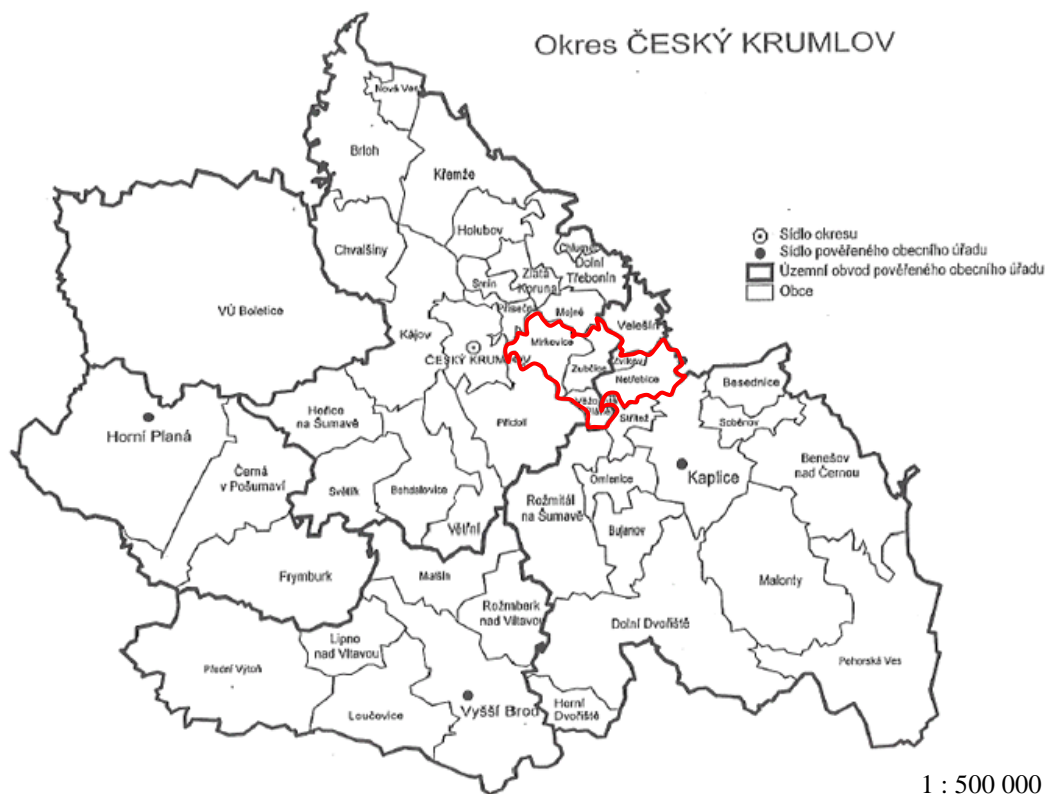 Okres ČESKÝ KRUMLOV
Nová Ves
Brloh
Křemže
Chvalšiny
Holubov
Chlumec
Dolní
Třebonín
Zlatá
Koruna
Srnín
Přísečná
Mojné
VÚ Boletice
Kájov
ČESKÝ KRUMLOV
Mirkovice
Velešín
Zubčice
Zvíkov
Netřebice
Sídlo okresu
Sídlo pověřeného obecního úřadu
Územní obvod pověřeného obecního úřadu
Obce
Besednice
Soběnov
Střítež
Přídolí
Hořice
na Šumavě
Horní Planá
Černá
v Pošumaví
Světlík
Bohdalovice
Větřní
Rožmitál
na Šumavě
Omlenice
Kaplice
Benešov
nad Černou
Bujanov
Malonty
Frymburk
Malšín
Rožmberk
nad Vltavou
Dolní Dvořiště
Lipno
nad Vltavou
Přední Výtoň
Loučovice
Vyšší Brod
Horní
Dvořiště
Pohorská Ves
1 : 500 000